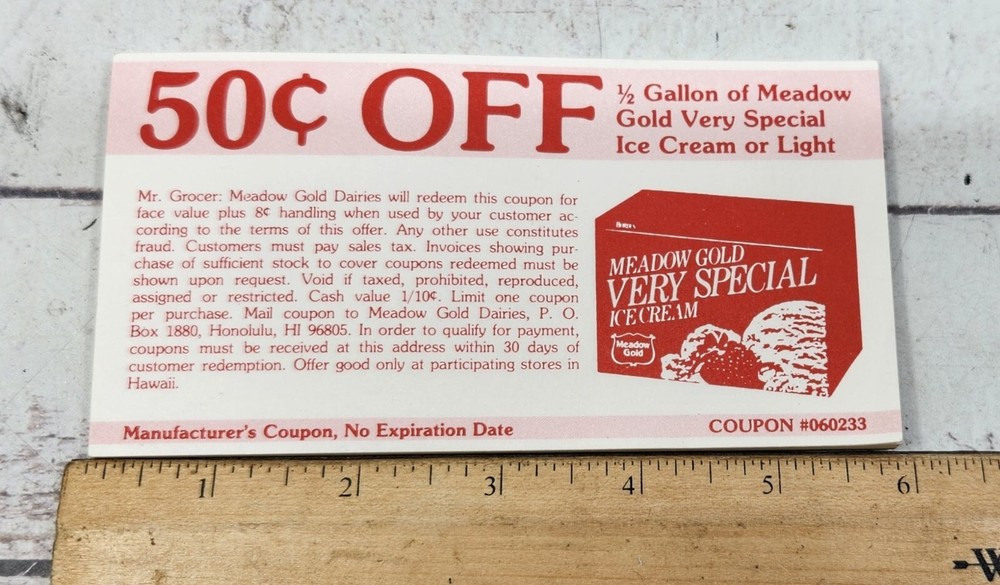 50¢ OFF
½ Gallon of Meadow
Gold Very Special
Ice Cream or Light
Mr. Grocer: Meadow Gold Dairies will redeem this coupon for
face value plus 8¢ handling when used by your customer ac-
cording to the terms of this offer. Any other use constitutes
fraud. Customers must pay sales tax. Invoices showing pur-
chase of sufficient stock to cover coupons redeemed must be
shown upon request. Void if taxed, prohibited, reproduced,
assigned or restricted. Cash value 1/10¢. Limit one coupon
per purchase. Mail coupon to Meadow Gold Dairies, P. O.
Box 1880, Honolulu, HI 96805. In order to qualify for payment,
coupons must be received at this address within 30 days of
customer redemption. Offer good only at participating stores in
Hawaii.
MEADOW GOLD
VERY SPECIAL
ICE CREAM
Meadow
Gold
Manufacturer's Coupon, No Expiration Date
COUPON #060233
1 2 3 4 5 6
W